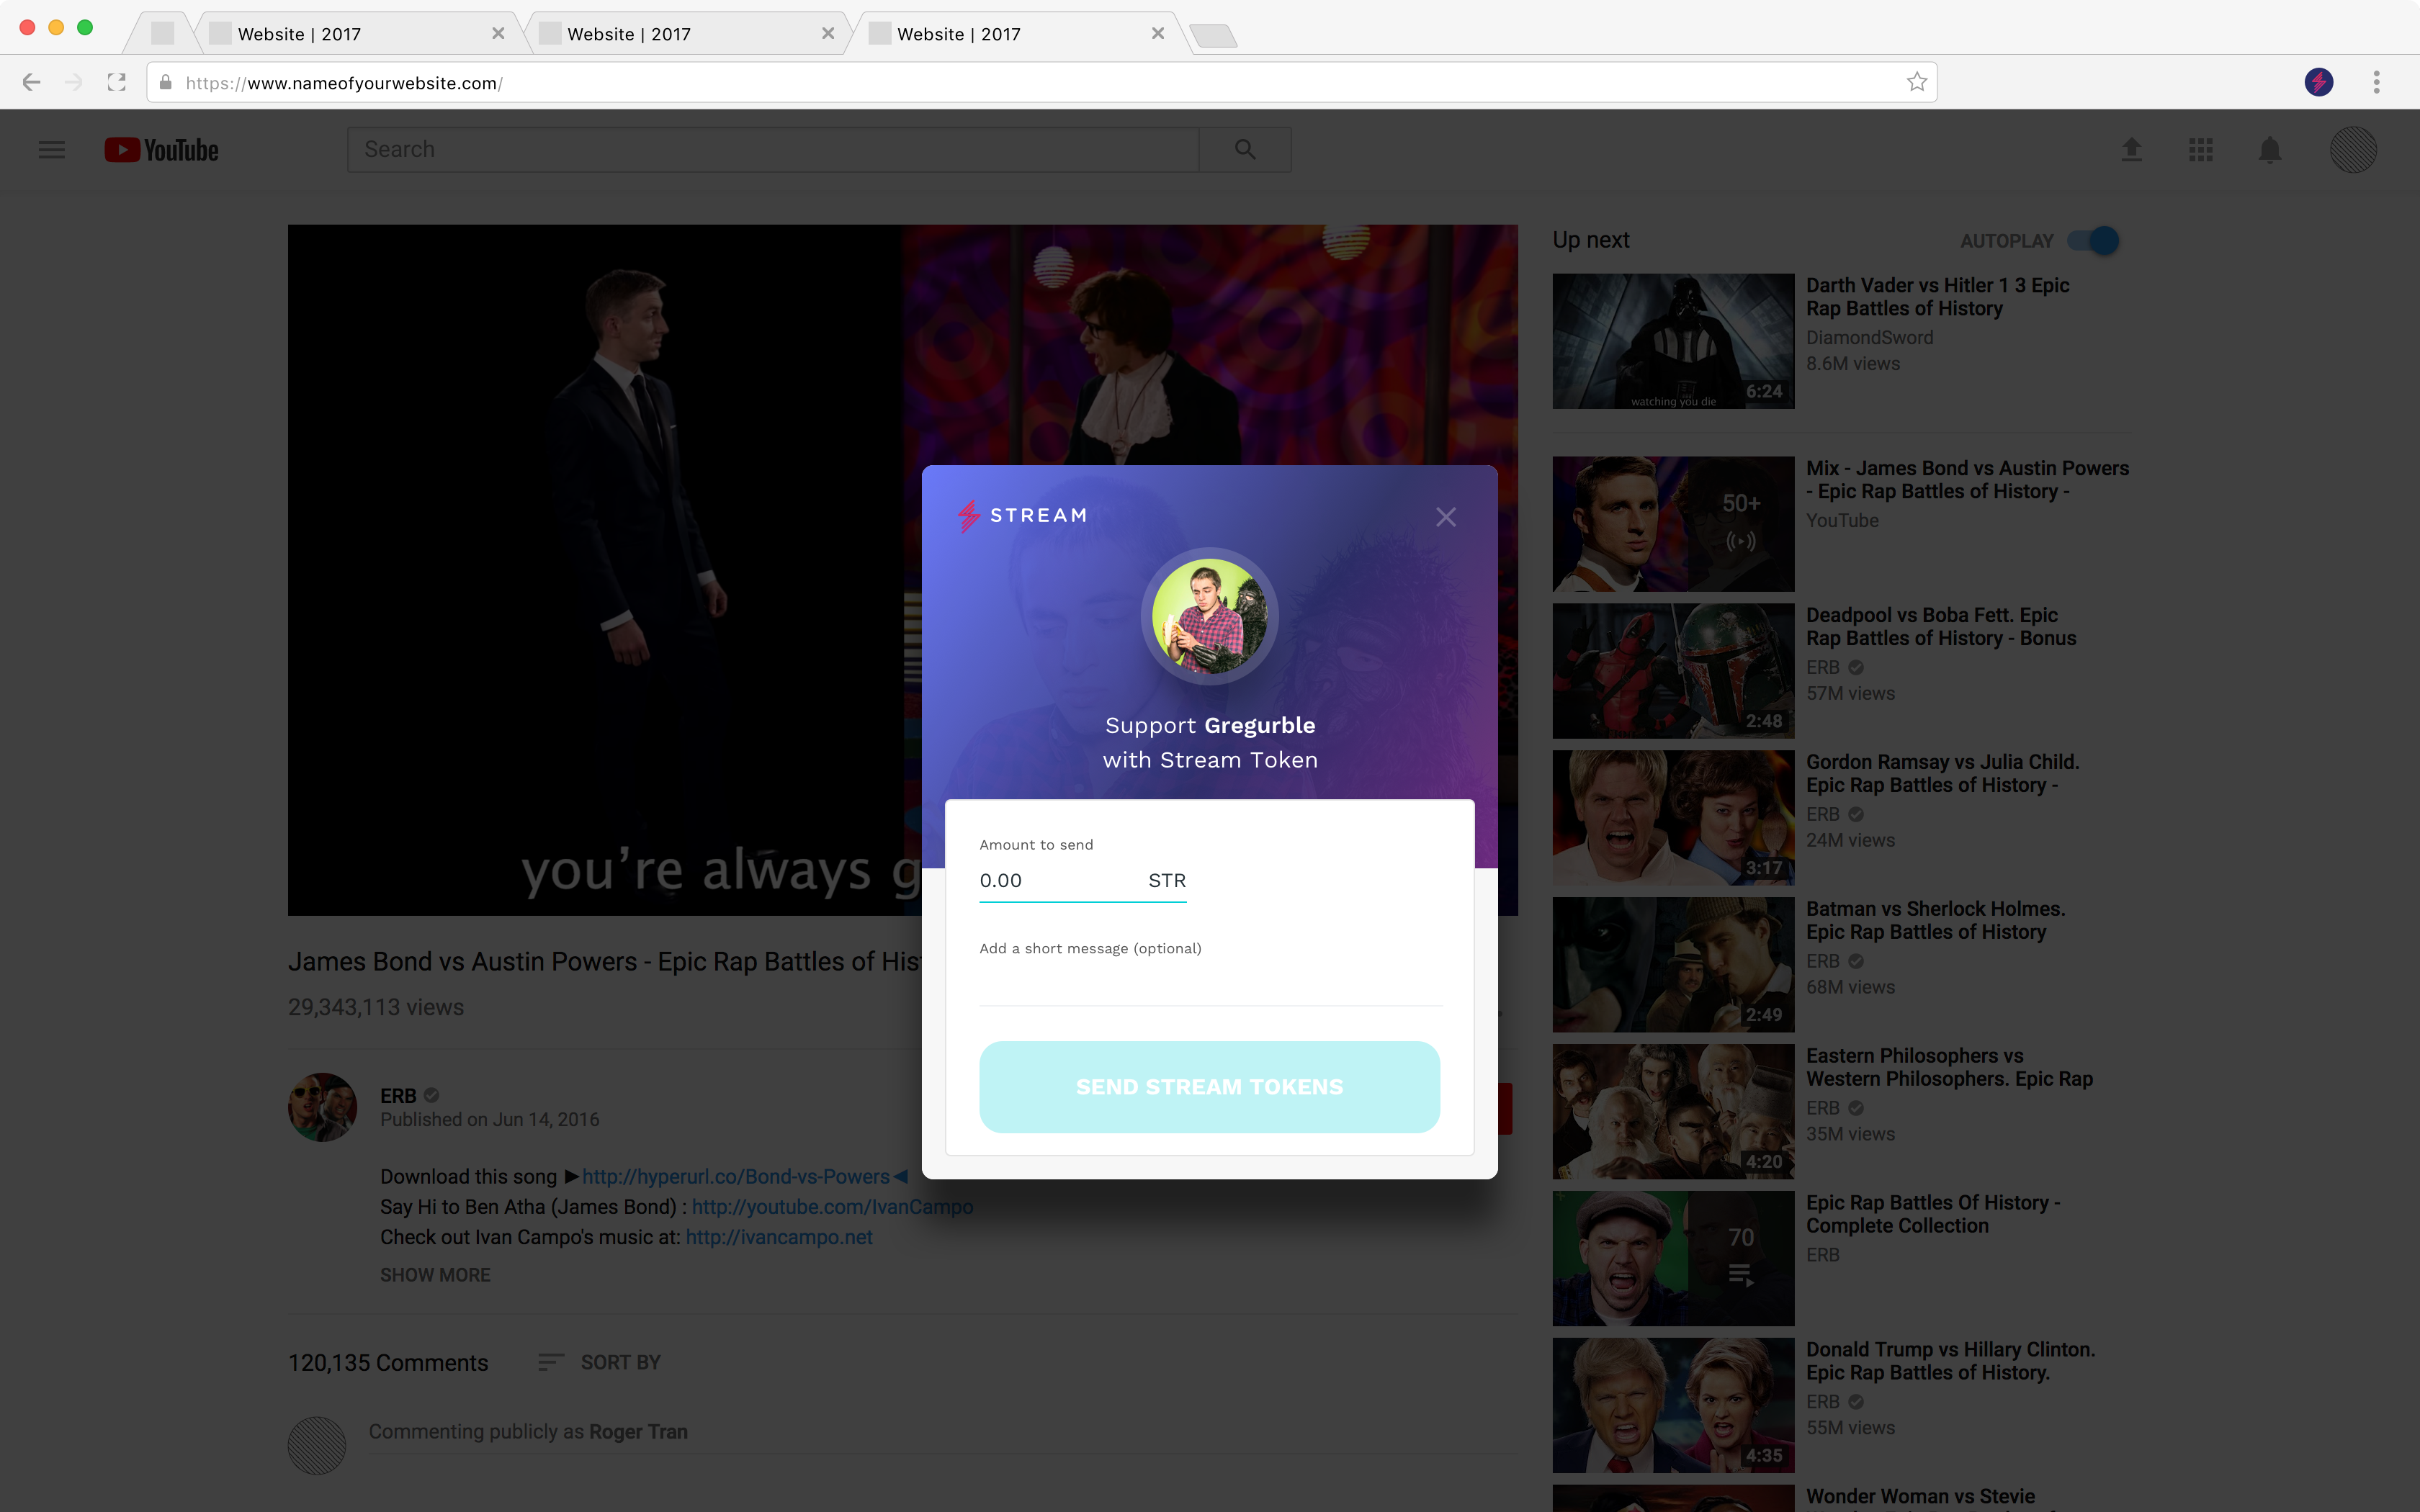 Website | 2017
Website | 2017
Website | 2017
https://www.nameofyourwebsite.com/
YouTube
Search
you're always g
James Bond vs Austin Powers - Epic Rap Battles of His
29,343,113 views
ERB
Published on Jun 14, 2016
Download this song ►http://hyperurl.co/Bond-vs-Powers◄
Say Hi to Ben Atha (James Bond) : http://youtube.com/IvanCampo
Check out Ivan Campo's music at: http://ivancampo.net
SHOW MORE
120,135 Comments
SORT BY
Commenting publicly as Roger Tran
STREAM
Support Gregurble
with Stream Token
Amount to send
0.00 STR
Add a short message (optional)
SEND STREAM TOKENS
Up next
AUTOPLAY
watching you die
6:24
Darth Vader vs Hitler 1 3 Epic
Rap Battles of History
DiamondSword
8.6M views
50+
Mix - James Bond vs Austin Powers
- Epic Rap Battles of History -
YouTube
2:48
Deadpool vs Boba Fett. Epic
Rap Battles of History - Bonus
ERB
57M views
3:17
Gordon Ramsay vs Julia Child.
Epic Rap Battles of History -
ERB
24M views
2:49
Batman vs Sherlock Holmes.
Epic Rap Battles of History
ERB
68M views
4:20
Eastern Philosophers vs
Western Philosophers. Epic Rap
ERB
35M views
70
Epic Rap Battles Of History -
Complete Collection
ERB
4:35
Donald Trump vs Hillary Clinton.
Epic Rap Battles of History.
ERB
55M views
Wonder Woman vs Stevie